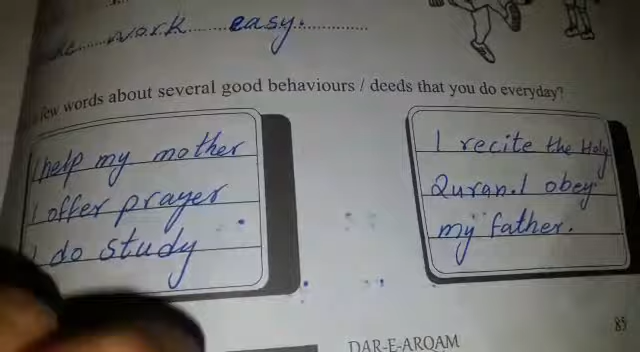 work easy.
few words about several good behaviours / deeds that you do everyday?
I help my mother
I offer prayer
I do study
I recite the Holy
Quran. I obey
my father.
85
DAR-E-ARQAM